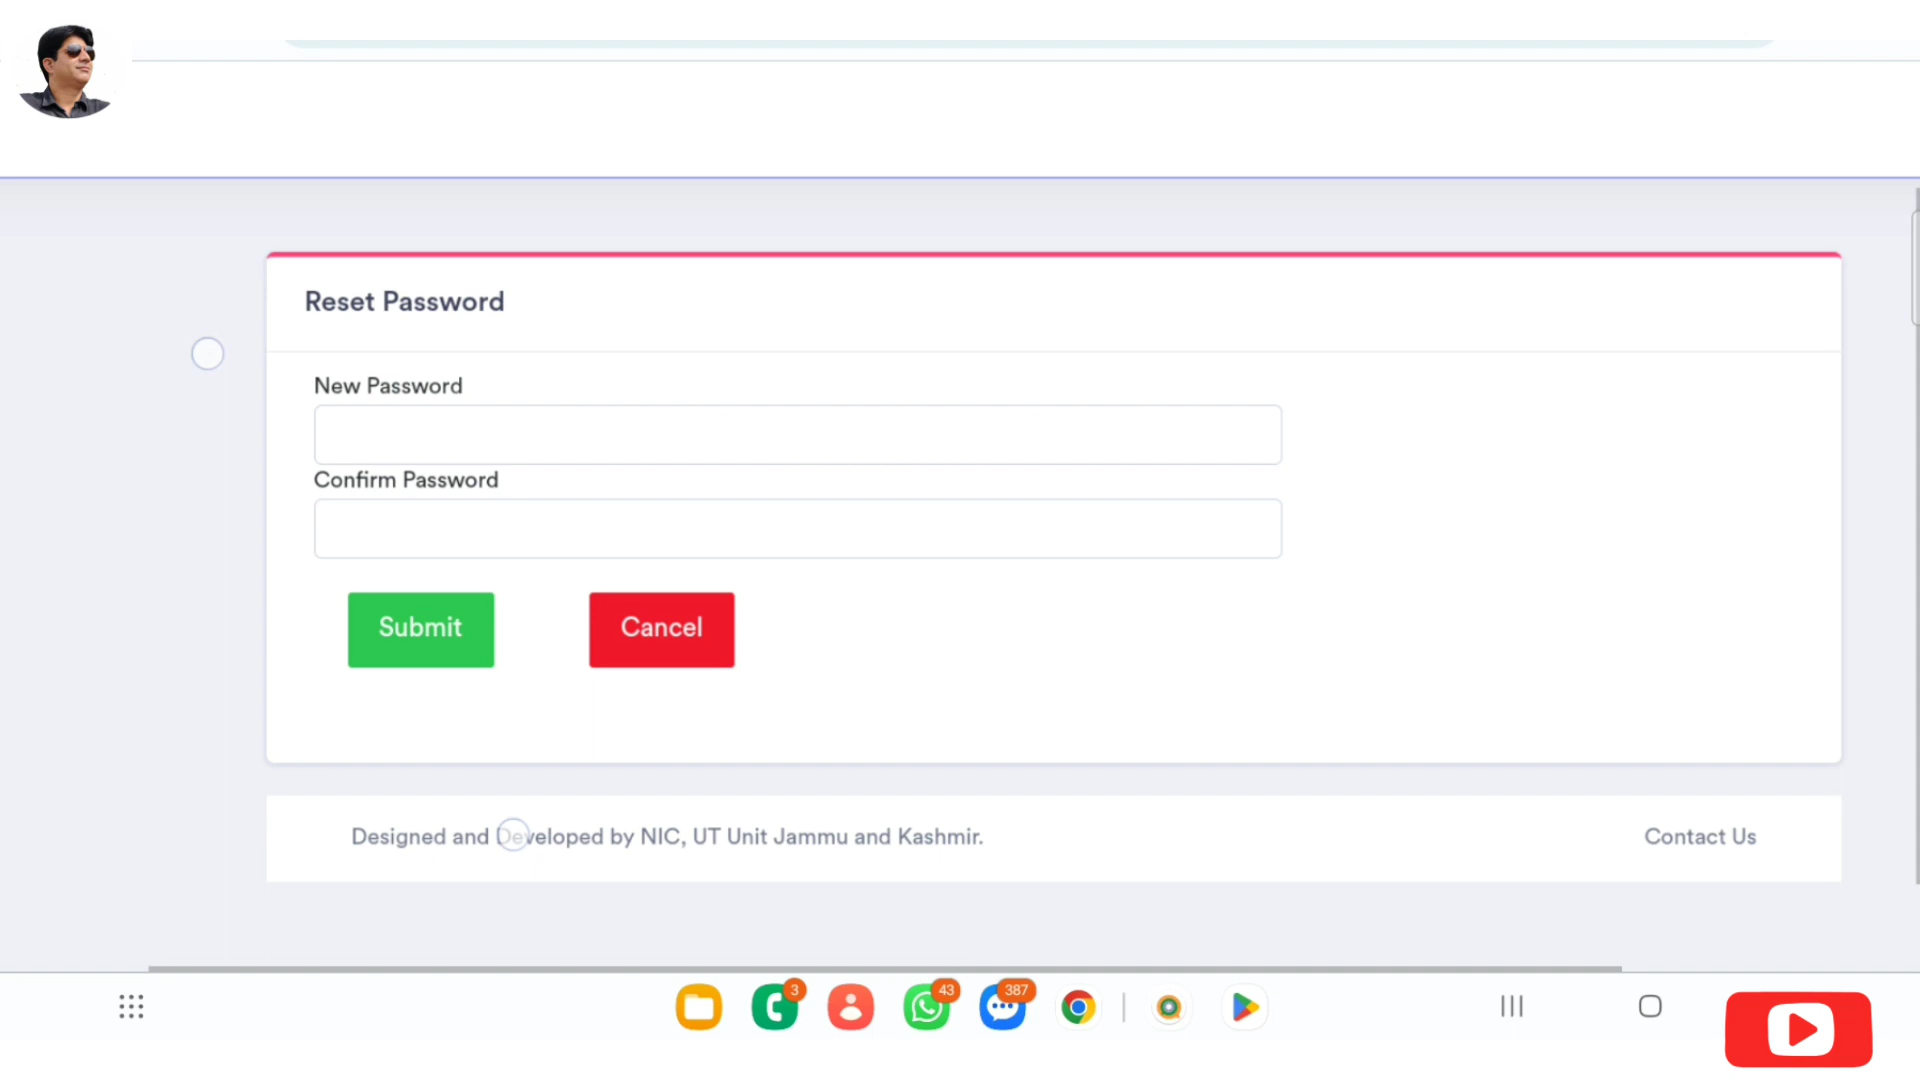 Reset Password
New Password
Confirm Password
Submit Cancel
Designed and Developed by NIC, UT Unit Jammu and Kashmir. Contact Us
3 43 387